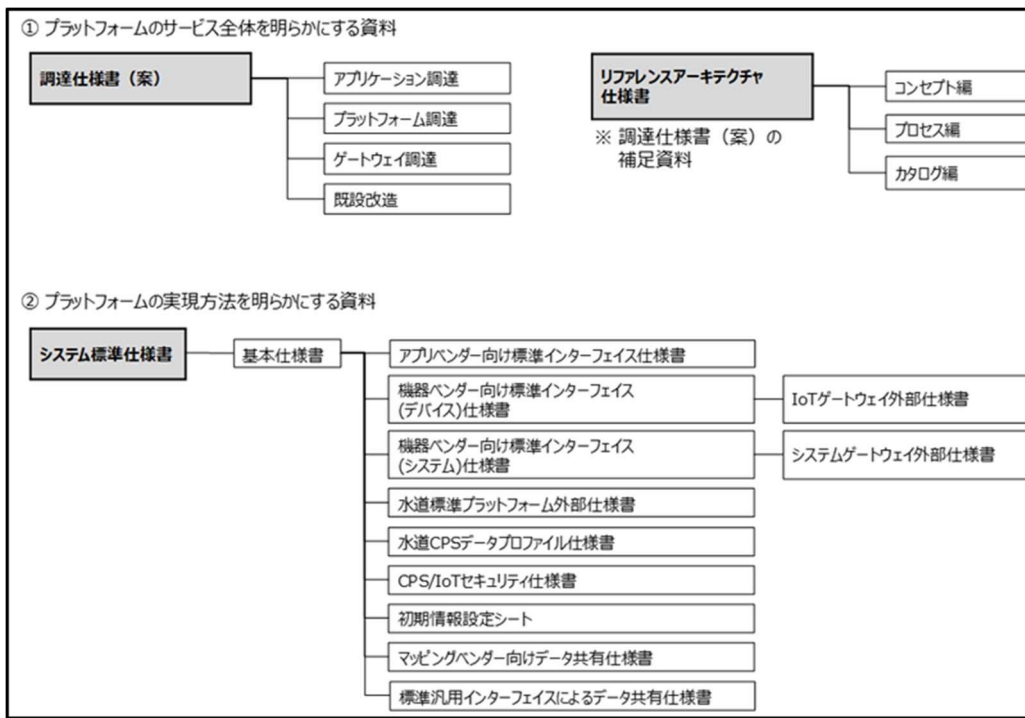 ① プラットフォームのサービス全体を明らかにする資料
調達仕様書（案）
アプリケーション調達
プラットフォーム調達
ゲートウェイ調達
既設改造
リファレンスアーキテクチャ
仕様書
※ 調達仕様書（案）の
補足資料
コンセプト編
プロセス編
カタログ編
② プラットフォームの実現方法を明らかにする資料
システム標準仕様書
基本仕様書
アプリベンダー向け標準インターフェイス仕様書
機器ベンダー向け標準インターフェイス
(デバイス)仕様書
IoTゲートウェイ外部仕様書
機器ベンダー向け標準インターフェイス
(システム)仕様書
システムゲートウェイ外部仕様書
水道標準プラットフォーム外部仕様書
水道CPSデータプロファイル仕様書
CPS/IoTセキュリティ仕様書
初期情報設定シート
マッピングベンダー向けデータ共有仕様書
標準汎用インターフェイスによるデータ共有仕様書